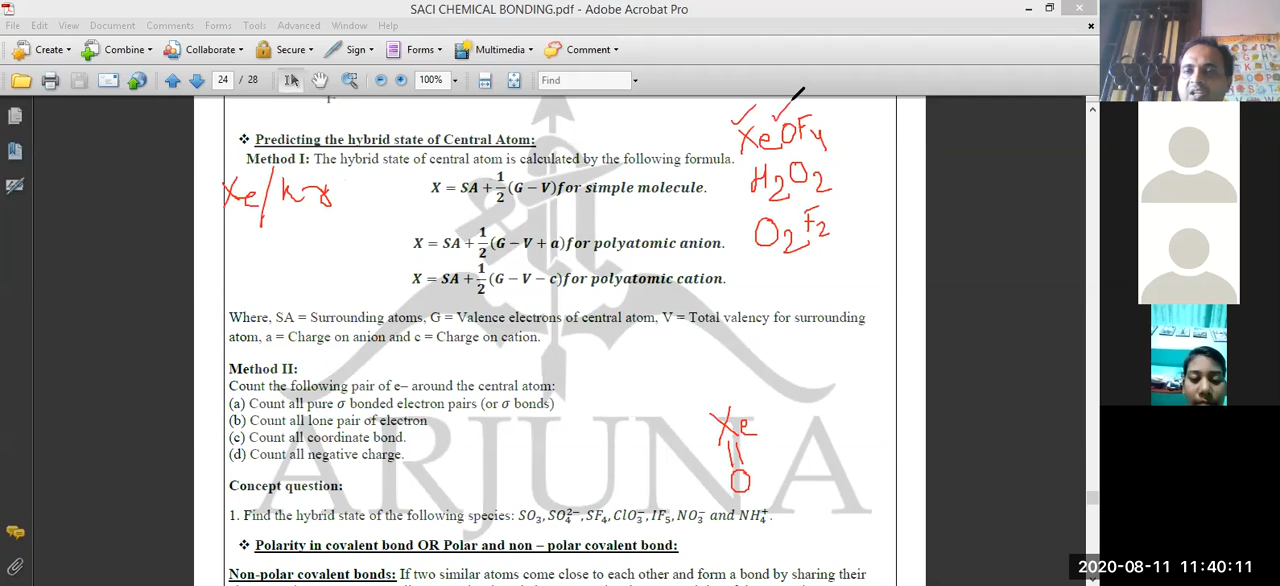 SACI CHEMICAL BONDING.pdf - Adobe Acrobat Pro
File Edit View Document Comments Forms Tools Advanced Window Help
Create Combine Collaborate Secure Sign Forms Multimedia Comment
24 / 28 100% Find
❖ Predicting the hybrid state of Central Atom:
XeOF4
Method I: The hybrid state of central atom is calculated by the following formula.
H2O2
X = SA + 1/2 (G − V) for simple molecule.
Xe/
O2F2
X = SA + 1/2 (G − V + a) for polyatomic anion.
X = SA + 1/2 (G − V − c) for polyatomic cation.
Where, SA = Surrounding atoms, G = Valence electrons of central atom, V = Total valency for surrounding
atom, a = Charge on anion and c = Charge on cation.
Method II:
Count the following pair of e– around the central atom:
(a) Count all pure σ bonded electron pairs (or σ bonds)
(b) Count all lone pair of electron
(c) Count all coordinate bond.
(d) Count all negative charge.
Xe
O
Concept question:
1. Find the hybrid state of the following species: SO₃, SO₄²⁻, SF₄, ClO₃⁻, IF₅, NO₃⁻ and NH₄⁺.
❖ Polarity in covalent bond OR Polar and non – polar covalent bond:
Non-polar covalent bonds: If two similar atoms come close to each other and form a bond by sharing their
ARJUNA
2020-08-11 11:40:11